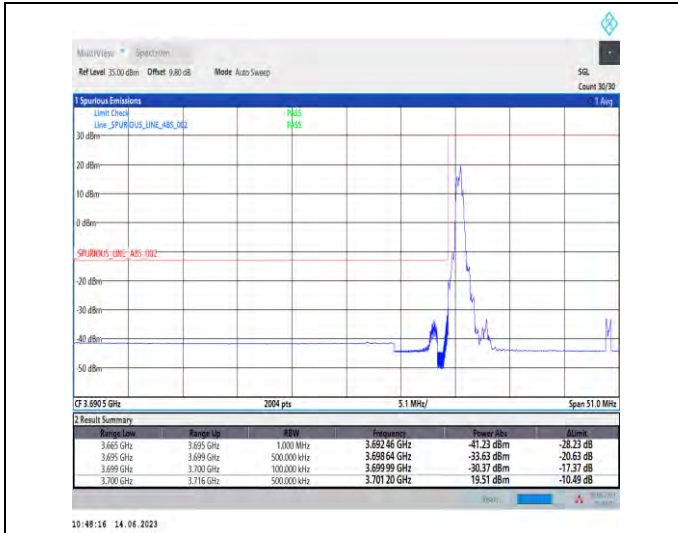 MultiView Spectrum
Ref Level 35.00 dBm Offset 9.80 dB Mode Auto Sweep SGL
Count 30/30
1 Spurious Emissions 1 Avg
Limit Check PASS
Line _SPURIOUS_LINE_ABS_002 PASS
30 dBm
20 dBm
10 dBm
0 dBm
_SPURIOUS_LINE_ABS_002
-20 dBm
-30 dBm
-40 dBm
-50 dBm
CF 3.6905 GHz 2004 pts 5.1 MHz/ Span 51.0 MHz
2 Result Summary
Range Low Range Up RBW Frequency Power Abs ΔLimit
3.665 GHz 3.695 GHz 1.000 MHz 3.692 46 GHz -41.23 dBm -28.23 dB
3.695 GHz 3.699 GHz 500.000 kHz 3.698 64 GHz -33.63 dBm -20.63 dB
3.699 GHz 3.700 GHz 100.000 kHz 3.699 99 GHz -30.37 dBm -17.37 dB
3.700 GHz 3.716 GHz 500.000 kHz 3.701 20 GHz 19.51 dBm -10.49 dB
10:48:16 14.06.2023